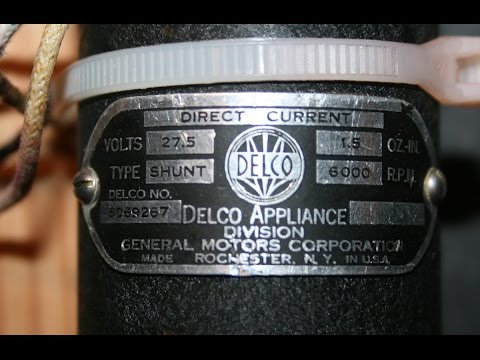 DIRECT CURRENT
VOLTS 27.5 1.5 OZ-IN.
DELCO
TYPE SHUNT 6000 R.P.M.
DELCO NO.
5069267
DELCO APPLIANCE
DIVISION
GENERAL MOTORS CORPORATION
MADE ROCHESTER, N. Y. IN U.S.A.